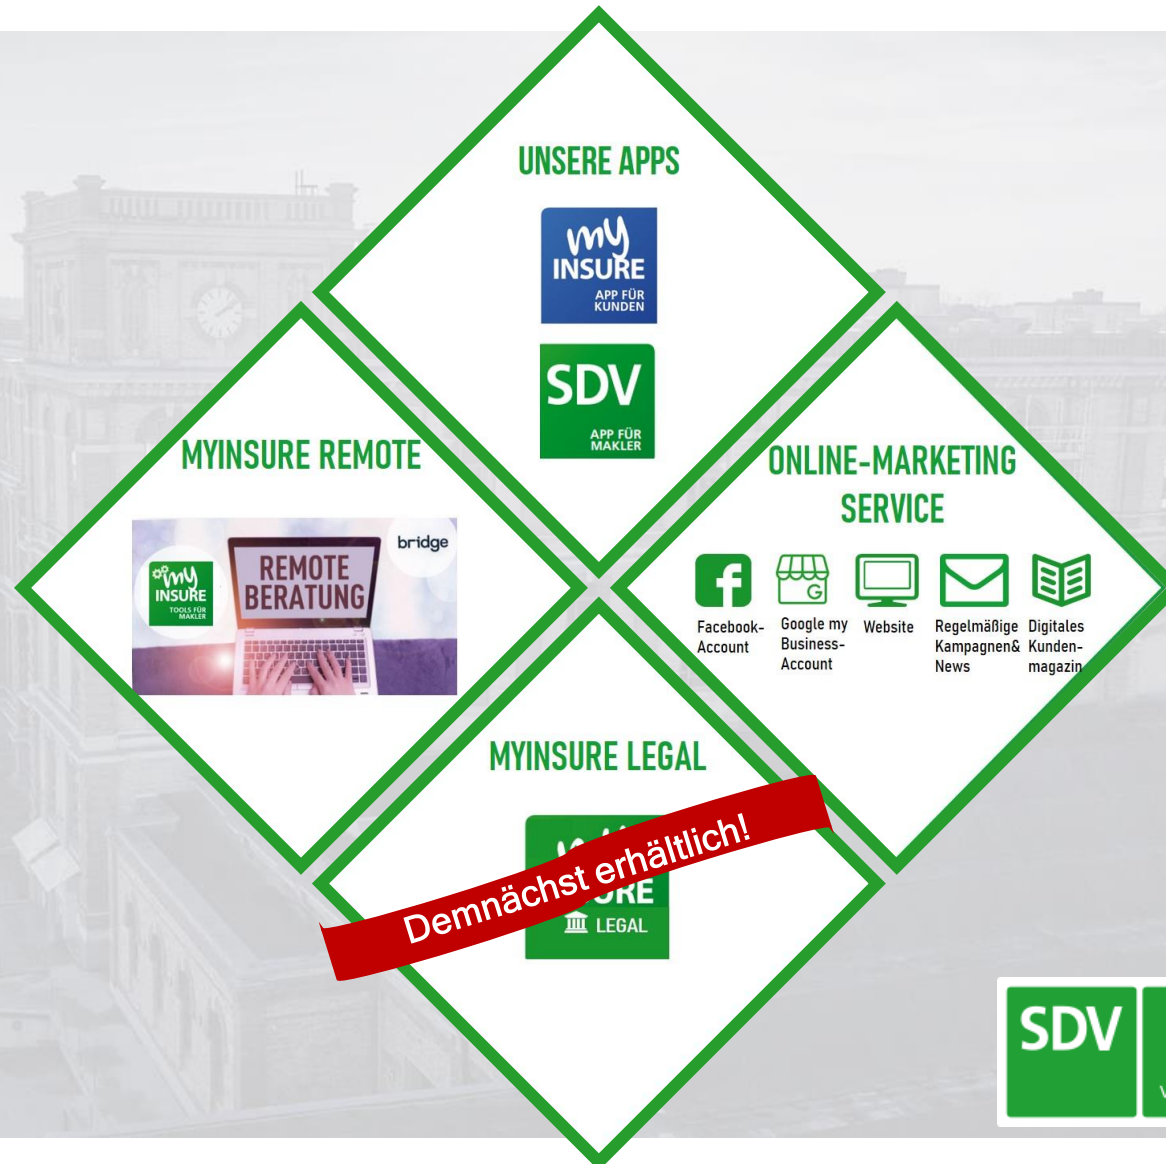 UNSERE APPS
my
INSURE
APP FÜR
KUNDEN
SDV
APP FÜR
MAKLER
MYINSURE REMOTE
my
INSURE
TOOLS FÜR
MAKLER
REMOTE
BERATUNG
bridge
ONLINE-MARKETING
SERVICE
f
G
Facebook-
Account
Google my
Business-
Account
Website
Regelmäßige
Kampagnen&
News
Digitales
Kunden-
magazin
MYINSURE LEGAL
Demnächst erhältlich!
LEGAL
SDV